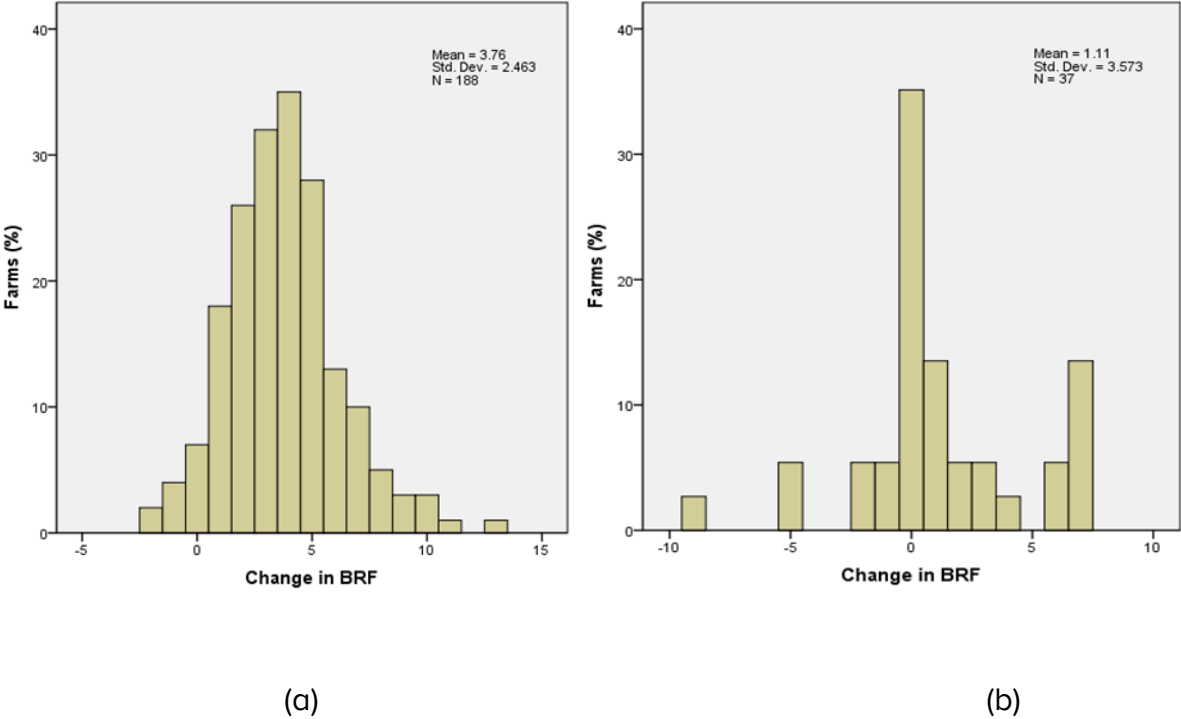 40
30
20
10
0
Farms (%)
Mean = 3.76
Std. Dev. = 2.463
N = 188
-5 0 5 10 15
Change in BRF
(a)
40
30
20
10
0
Farms (%)
Mean = 1.11
Std. Dev. = 3.573
N = 37
-10 -5 0 5 10
Change in BRF
(b)